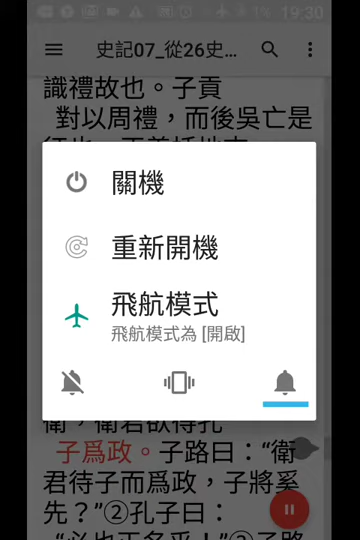 1% 19:30
史記07_從26史...
識禮故也。子貢
對以周禮，而後吳亡是
關機
重新開機
飛航模式
飛航模式為 [開啟]
衛，衛君欲得孔
子爲政。子路曰：“衛
君待子而爲政，子將奚
先？”②孔子曰：